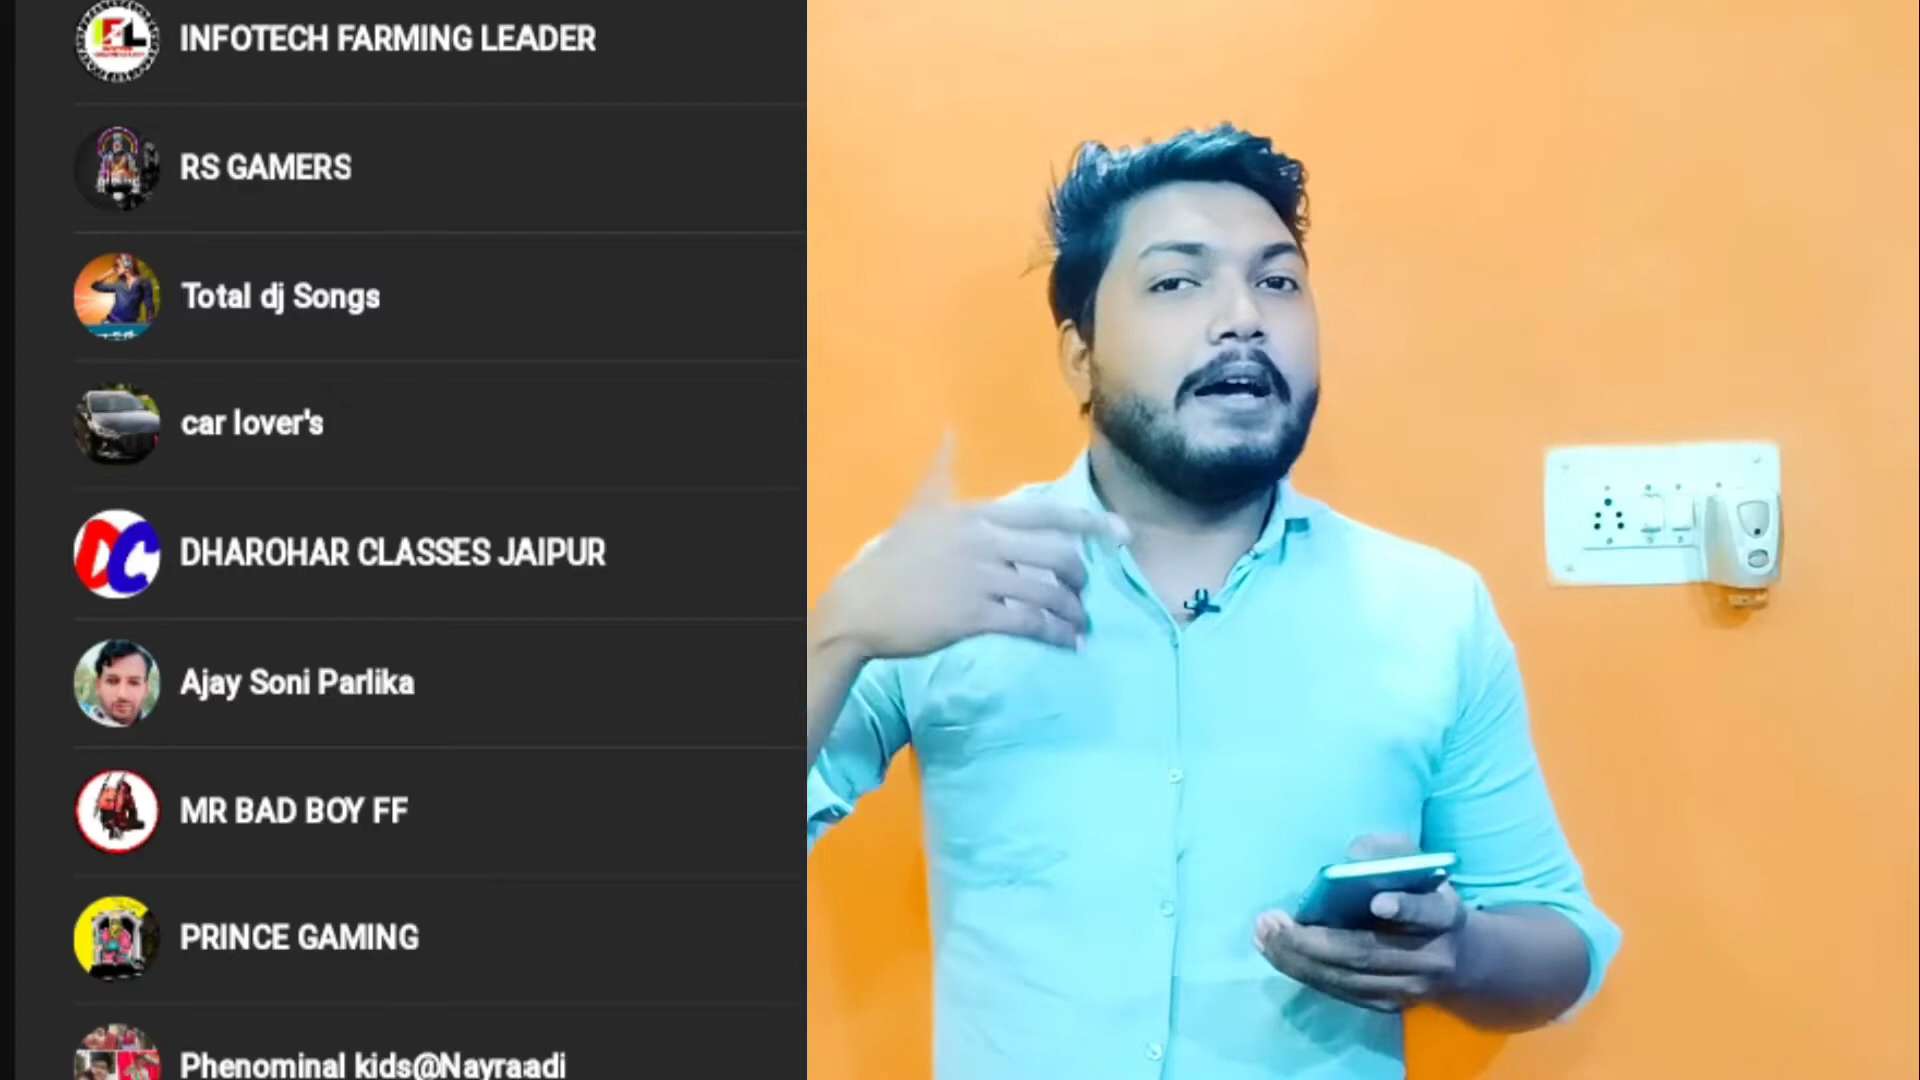 INFOTECH FARMING LEADER
RS GAMERS
Total dj Songs
car lover's
DHAROHAR CLASSES JAIPUR
Ajay Soni Parlika
MR BAD BOY FF
PRINCE GAMING
Phenominal kids@Nayraadi